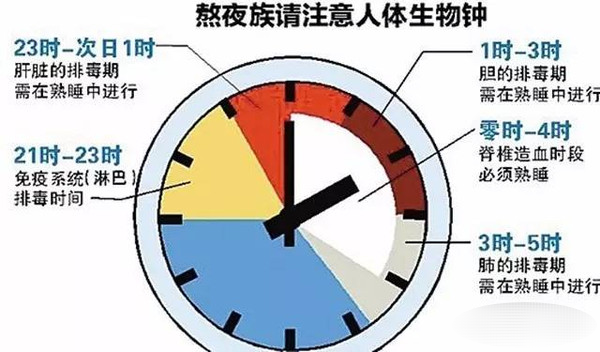 熬夜族请注意人体生物钟
23时-次日1时
肝脏的排毒期
需在熟睡中进行
21时-23时
免疫系统(淋巴)
排毒时间
1时-3时
胆的排毒期
需在熟睡中进行
零时-4时
脊椎造血时段
必须熟睡
3时-5时
肺的排毒期
需在熟睡中进行